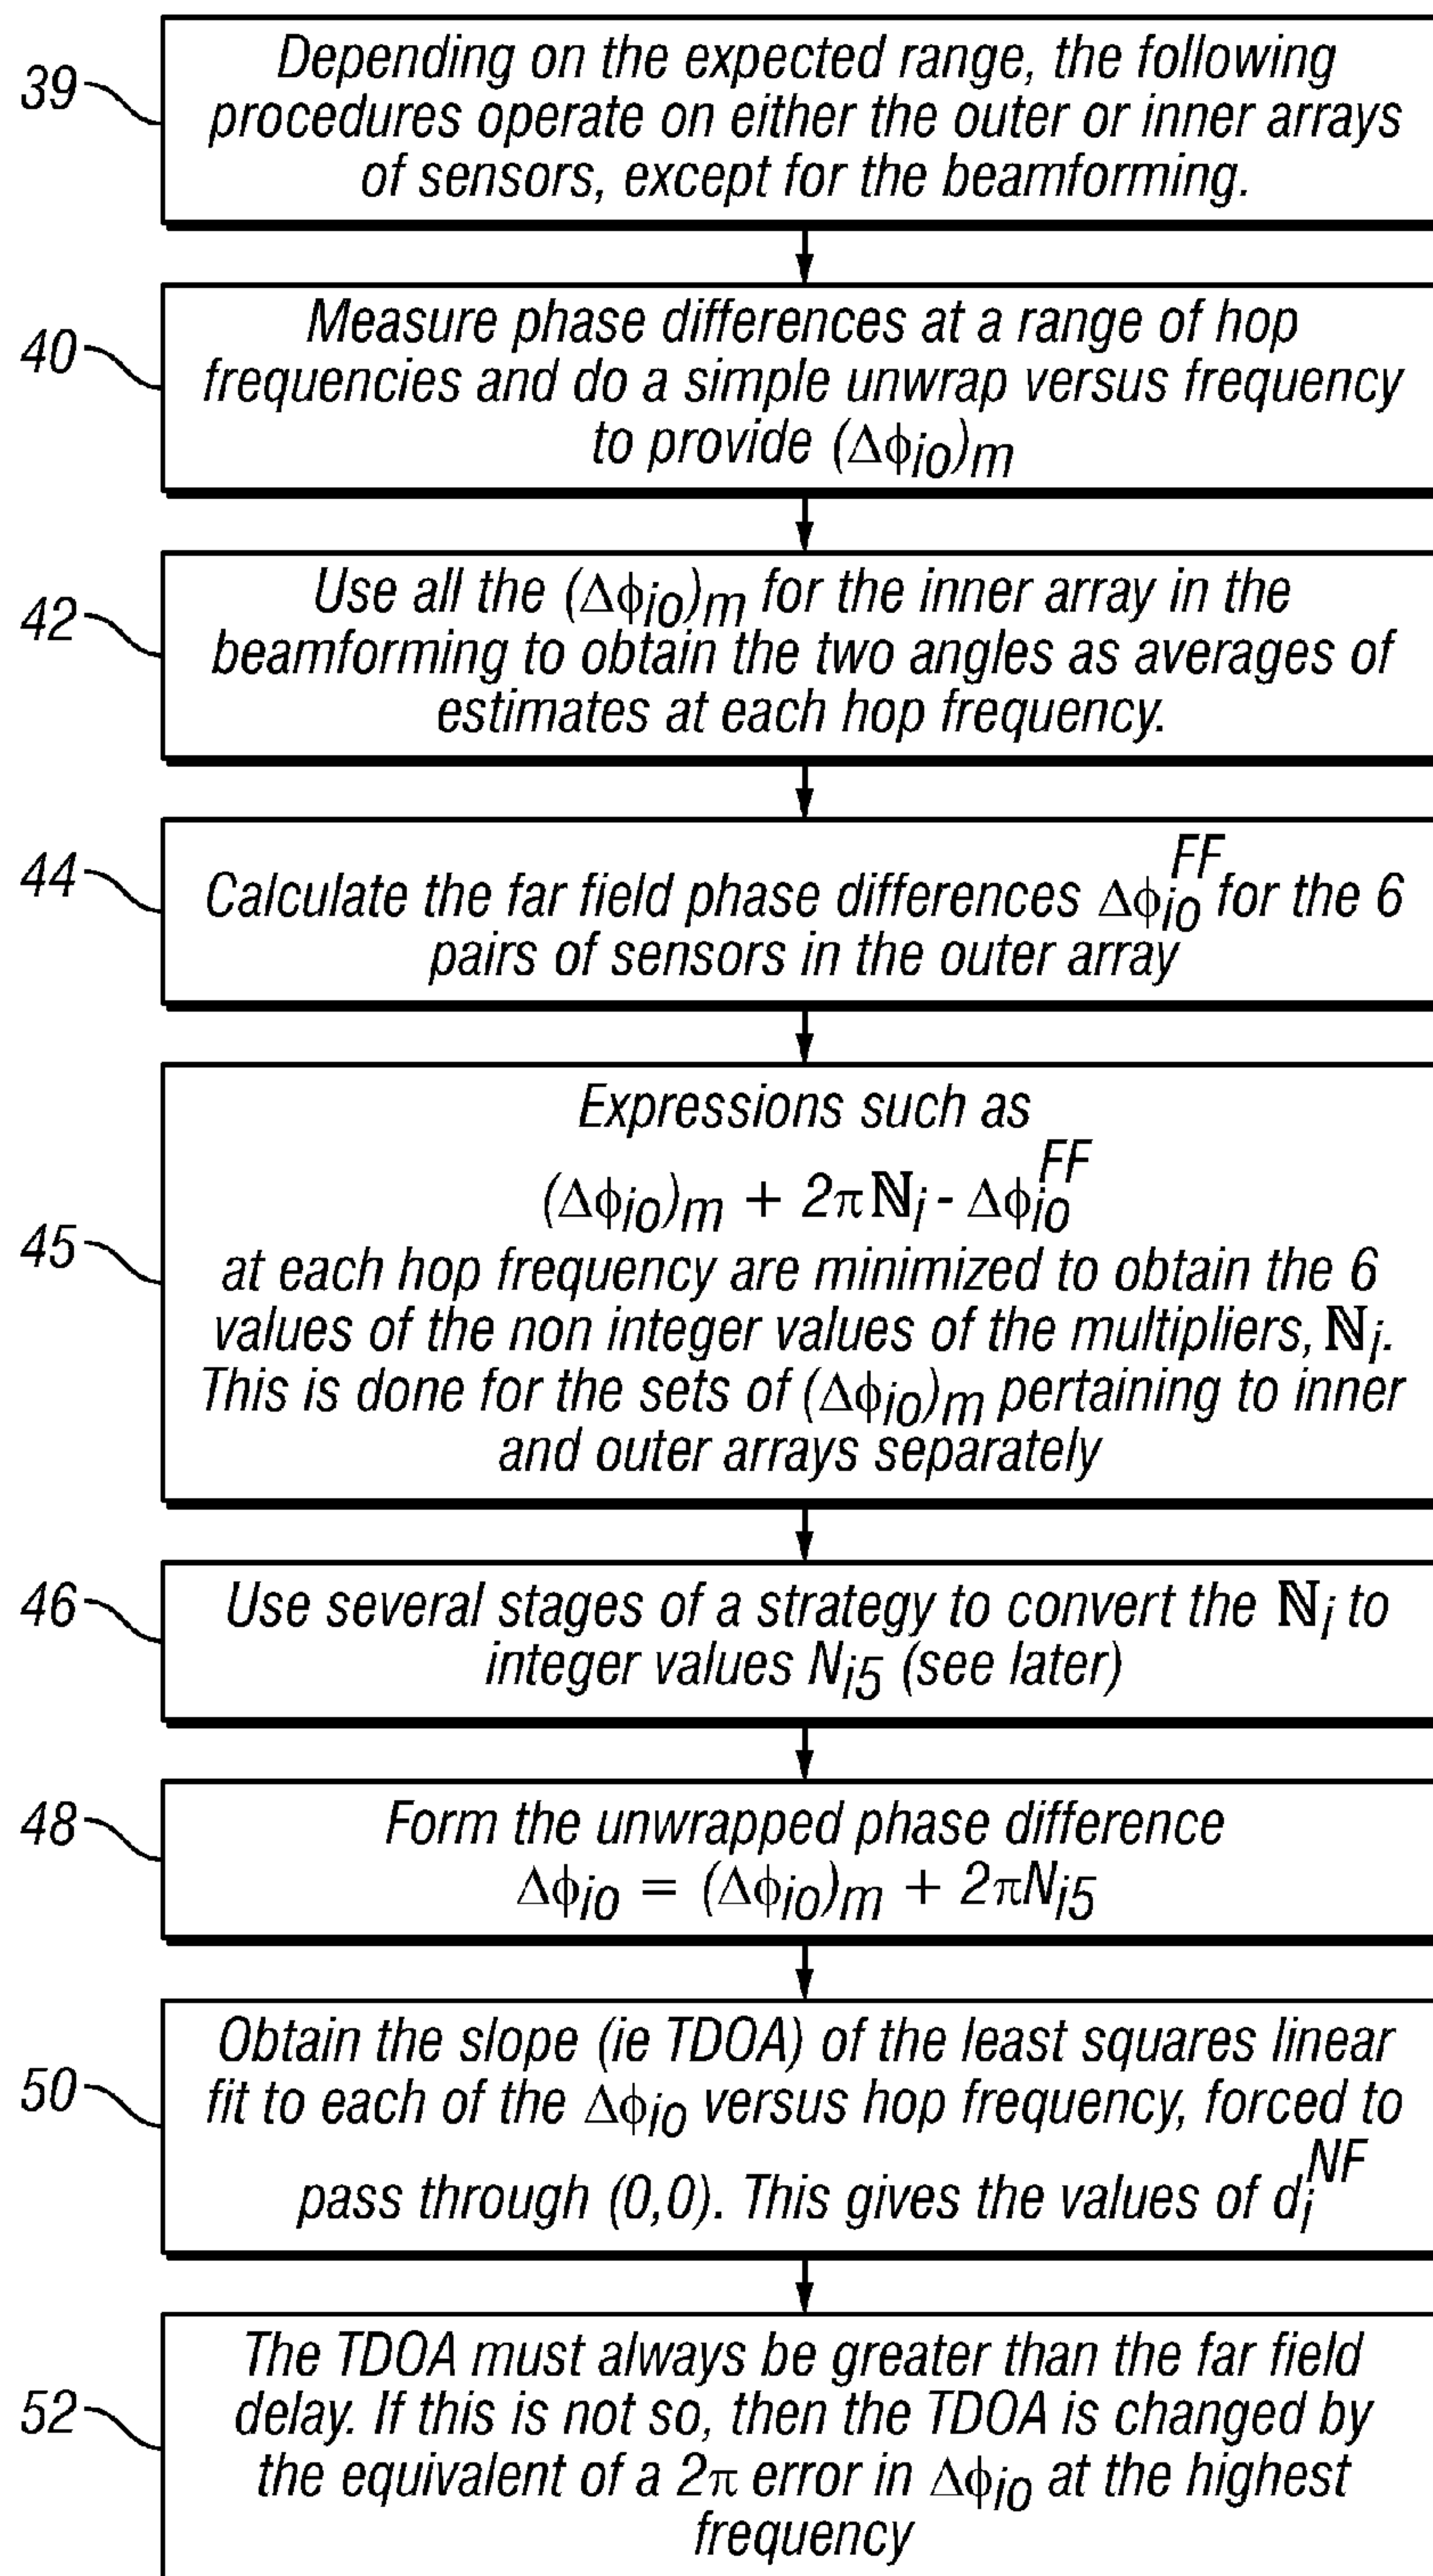 39
Depending on the expected range, the following
procedures operate on either the outer or inner arrays
of sensors, except for the beamforming.
40
Measure phase differences at a range of hop
frequencies and do a simple unwrap versus frequency
to provide (Δϕio)m
42
Use all the (Δϕio)m for the inner array in the
beamforming to obtain the two angles as averages of
estimates at each hop frequency.
44
Calculate the far field phase differences Δϕio^FF for the 6
pairs of sensors in the outer array
45
Expressions such as
(Δϕio)m + 2πℕi - Δϕio^FF
at each hop frequency are minimized to obtain the 6
values of the non integer values of the multipliers, ℕi.
This is done for the sets of (Δϕio)m pertaining to inner
and outer arrays separately
46
Use several stages of a strategy to convert the ℕi to
integer values Ni5 (see later)
48
Form the unwrapped phase difference
Δϕio = (Δϕio)m + 2πNi5
50
Obtain the slope (ie TDOA) of the least squares linear
fit to each of the Δϕio versus hop frequency, forced to
pass through (0,0). This gives the values of di^NF
52
The TDOA must always be greater than the far field
delay. If this is not so, then the TDOA is changed by
the equivalent of a 2π error in Δϕio at the highest
frequency